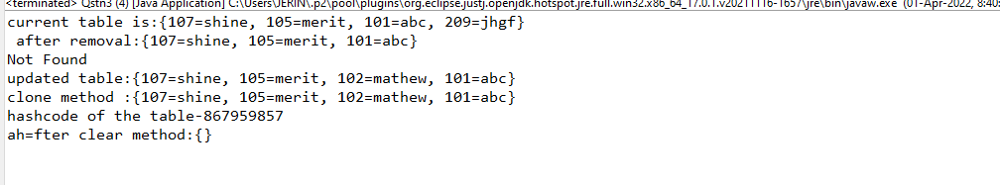 <terminated> Qstn3 (4) [Java Application] C:\Users\JERIN\.p2\pool\plugins\org.eclipse.justj.openjdk.hotspot.jre.full.win32.x86_64_17.0.1.v20211116-1657\jre\bin\javaw.exe (01-Apr-2022, 8:40:
current table is:{107=shine, 105=merit, 101=abc, 209=jhgf}
 after removal:{107=shine, 105=merit, 101=abc}
Not Found
updated table:{107=shine, 105=merit, 102=mathew, 101=abc}
clone method :{107=shine, 105=merit, 102=mathew, 101=abc}
hashcode of the table-867959857
ah=fter clear method:{}